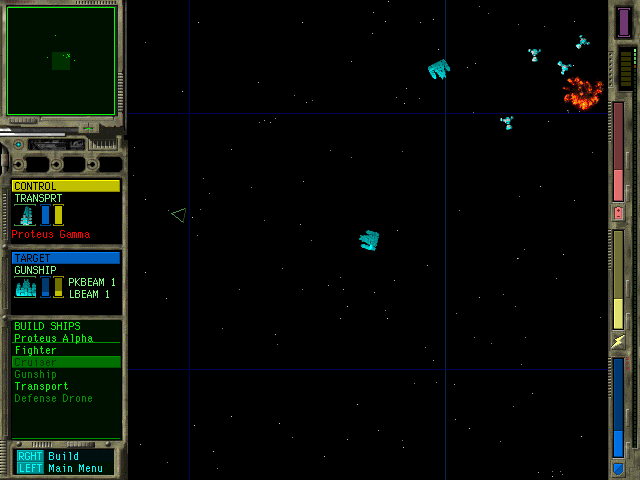 CONTROL
TRANSPRT
Proteus Gamma
TARGET
GUNSHIP
PKBEAM 1
LBEAM 1
BUILD SHIPS
Proteus Alpha
Fighter
Cruiser
Gunship
Transport
Defense Drone
RGHT Build
LEFT Main Menu